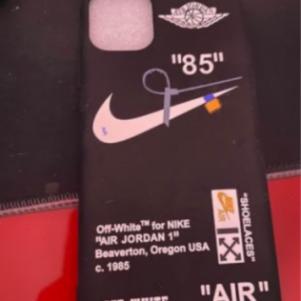 "85"
Off-White™ for NIKE
"AIR JORDAN 1"
Beaverton, Oregon USA
c. 1985
"SHOELACES"
"AIR"